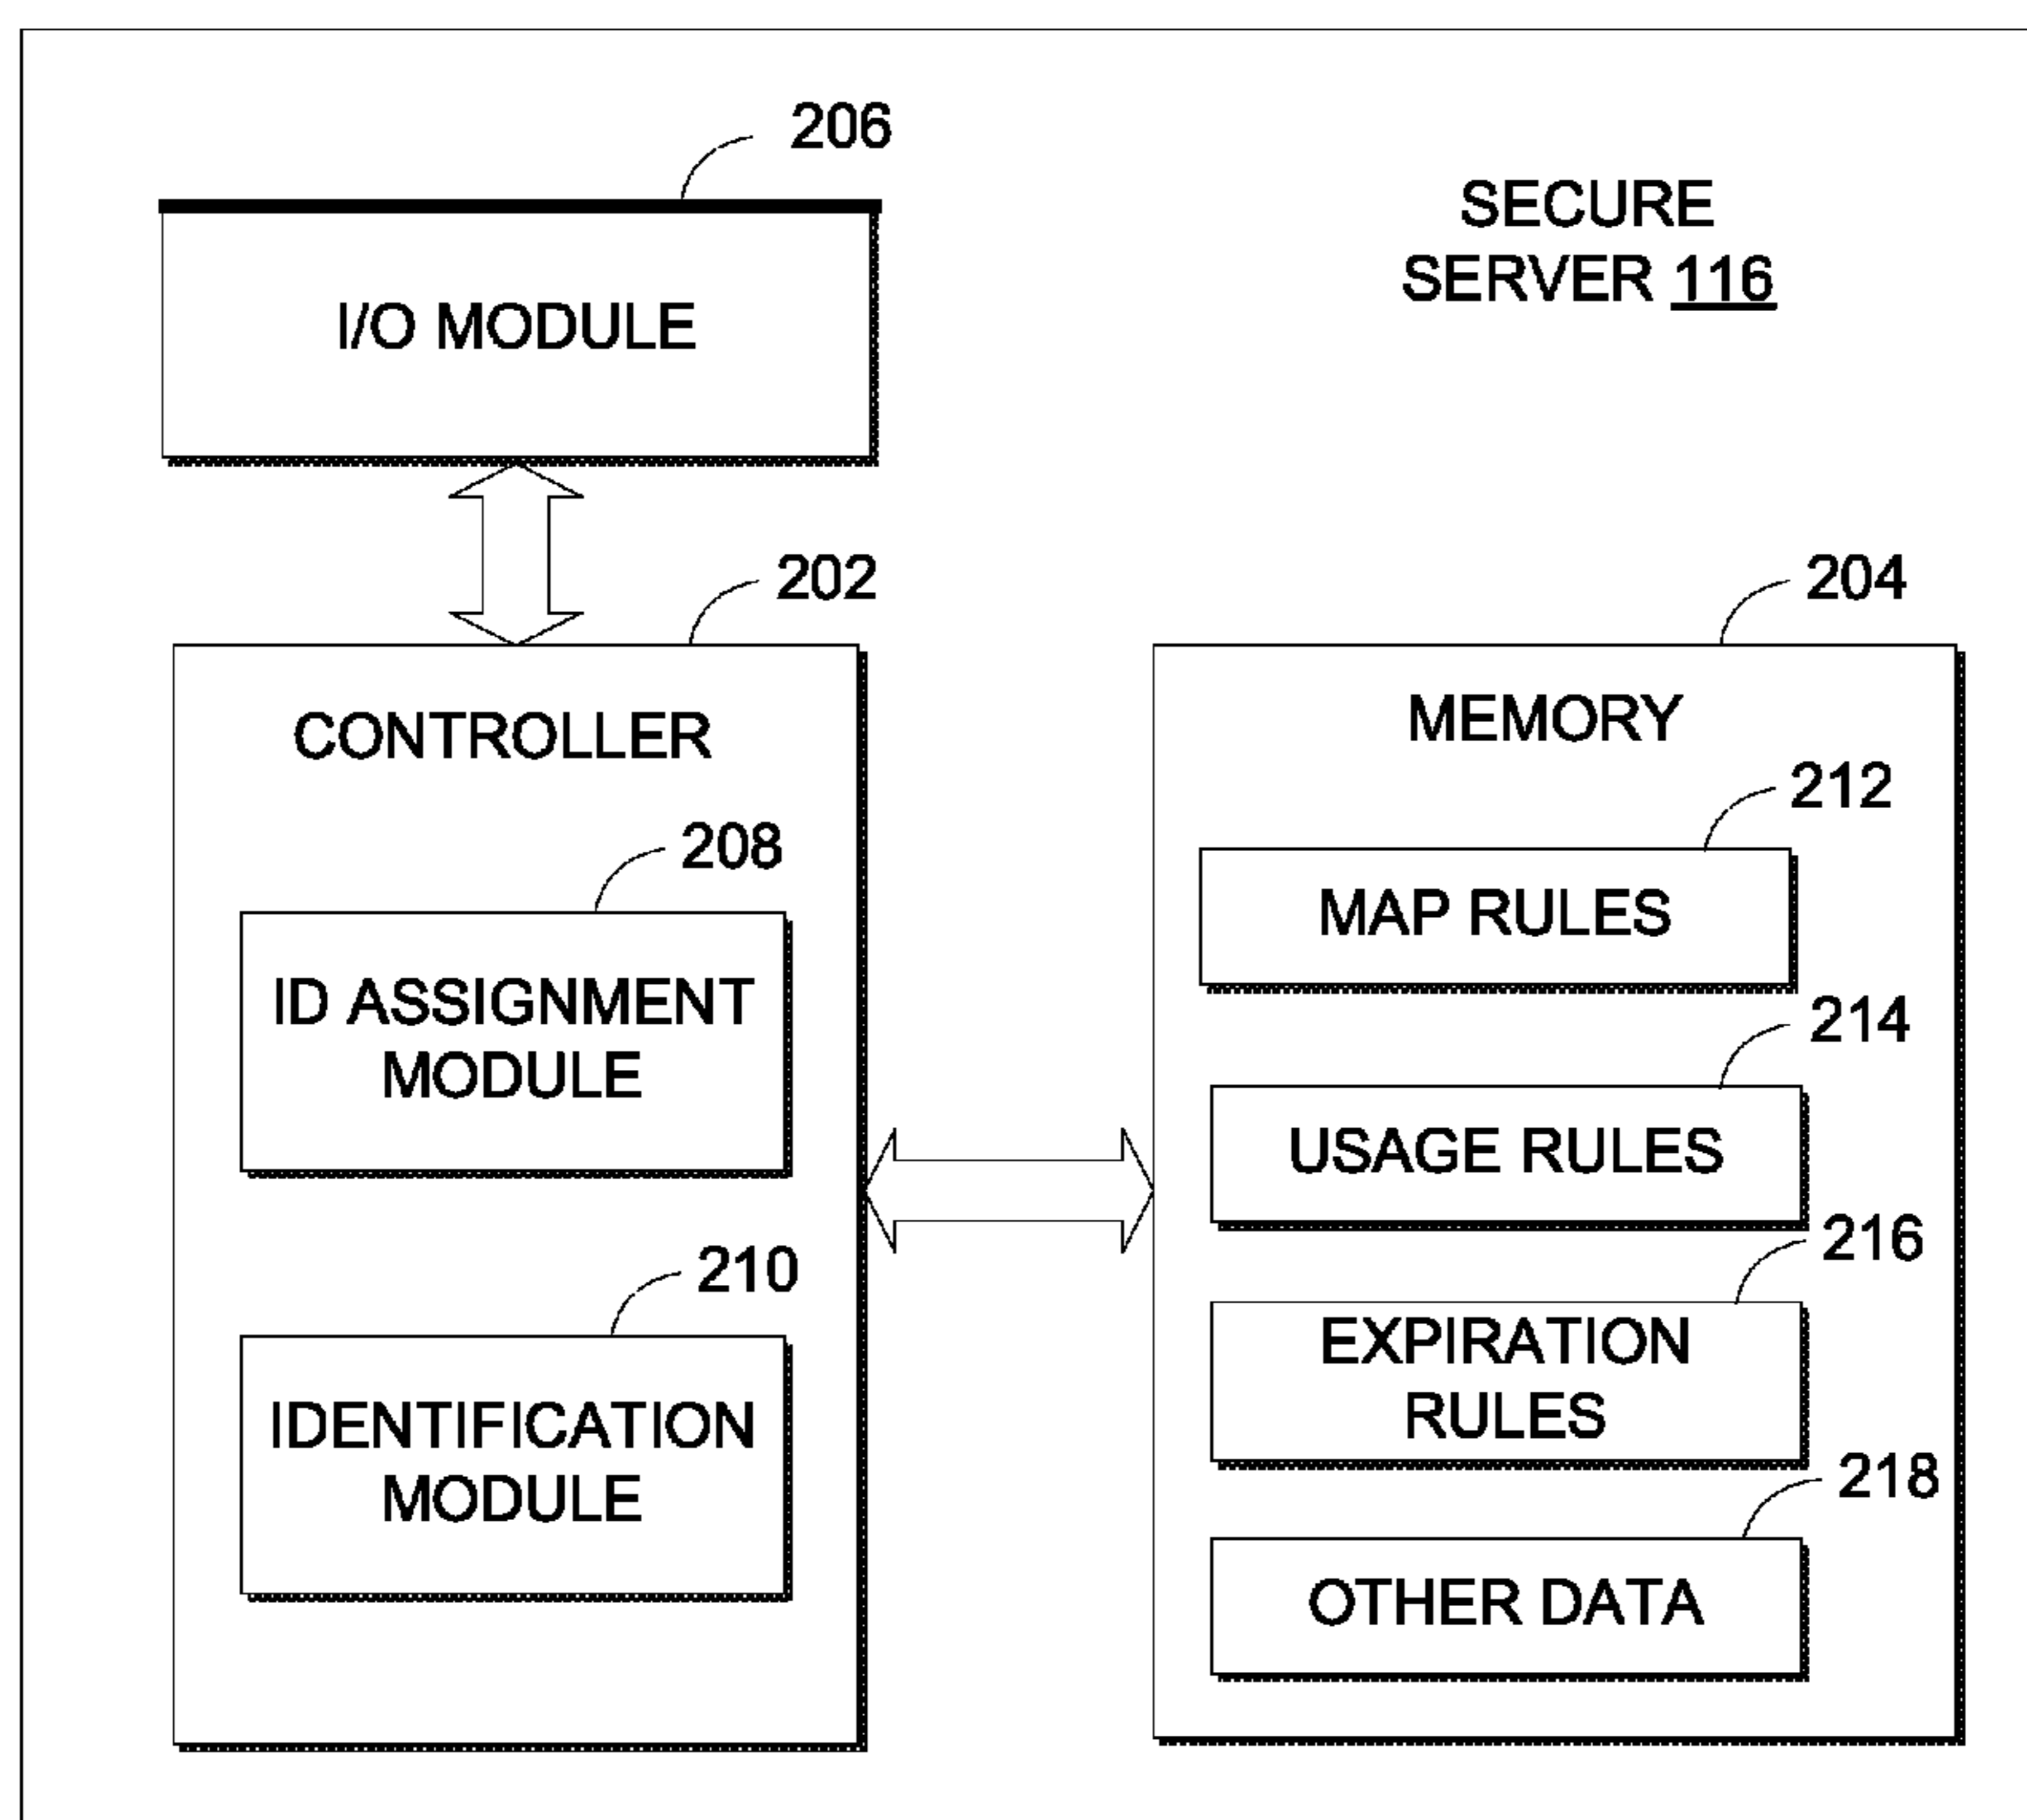 206
SECURE
SERVER 116
I/O MODULE
202
204
CONTROLLER
MEMORY
208
212
ID ASSIGNMENT
MODULE
MAP RULES
214
USAGE RULES
210
216
IDENTIFICATION
MODULE
EXPIRATION
RULES
218
OTHER DATA